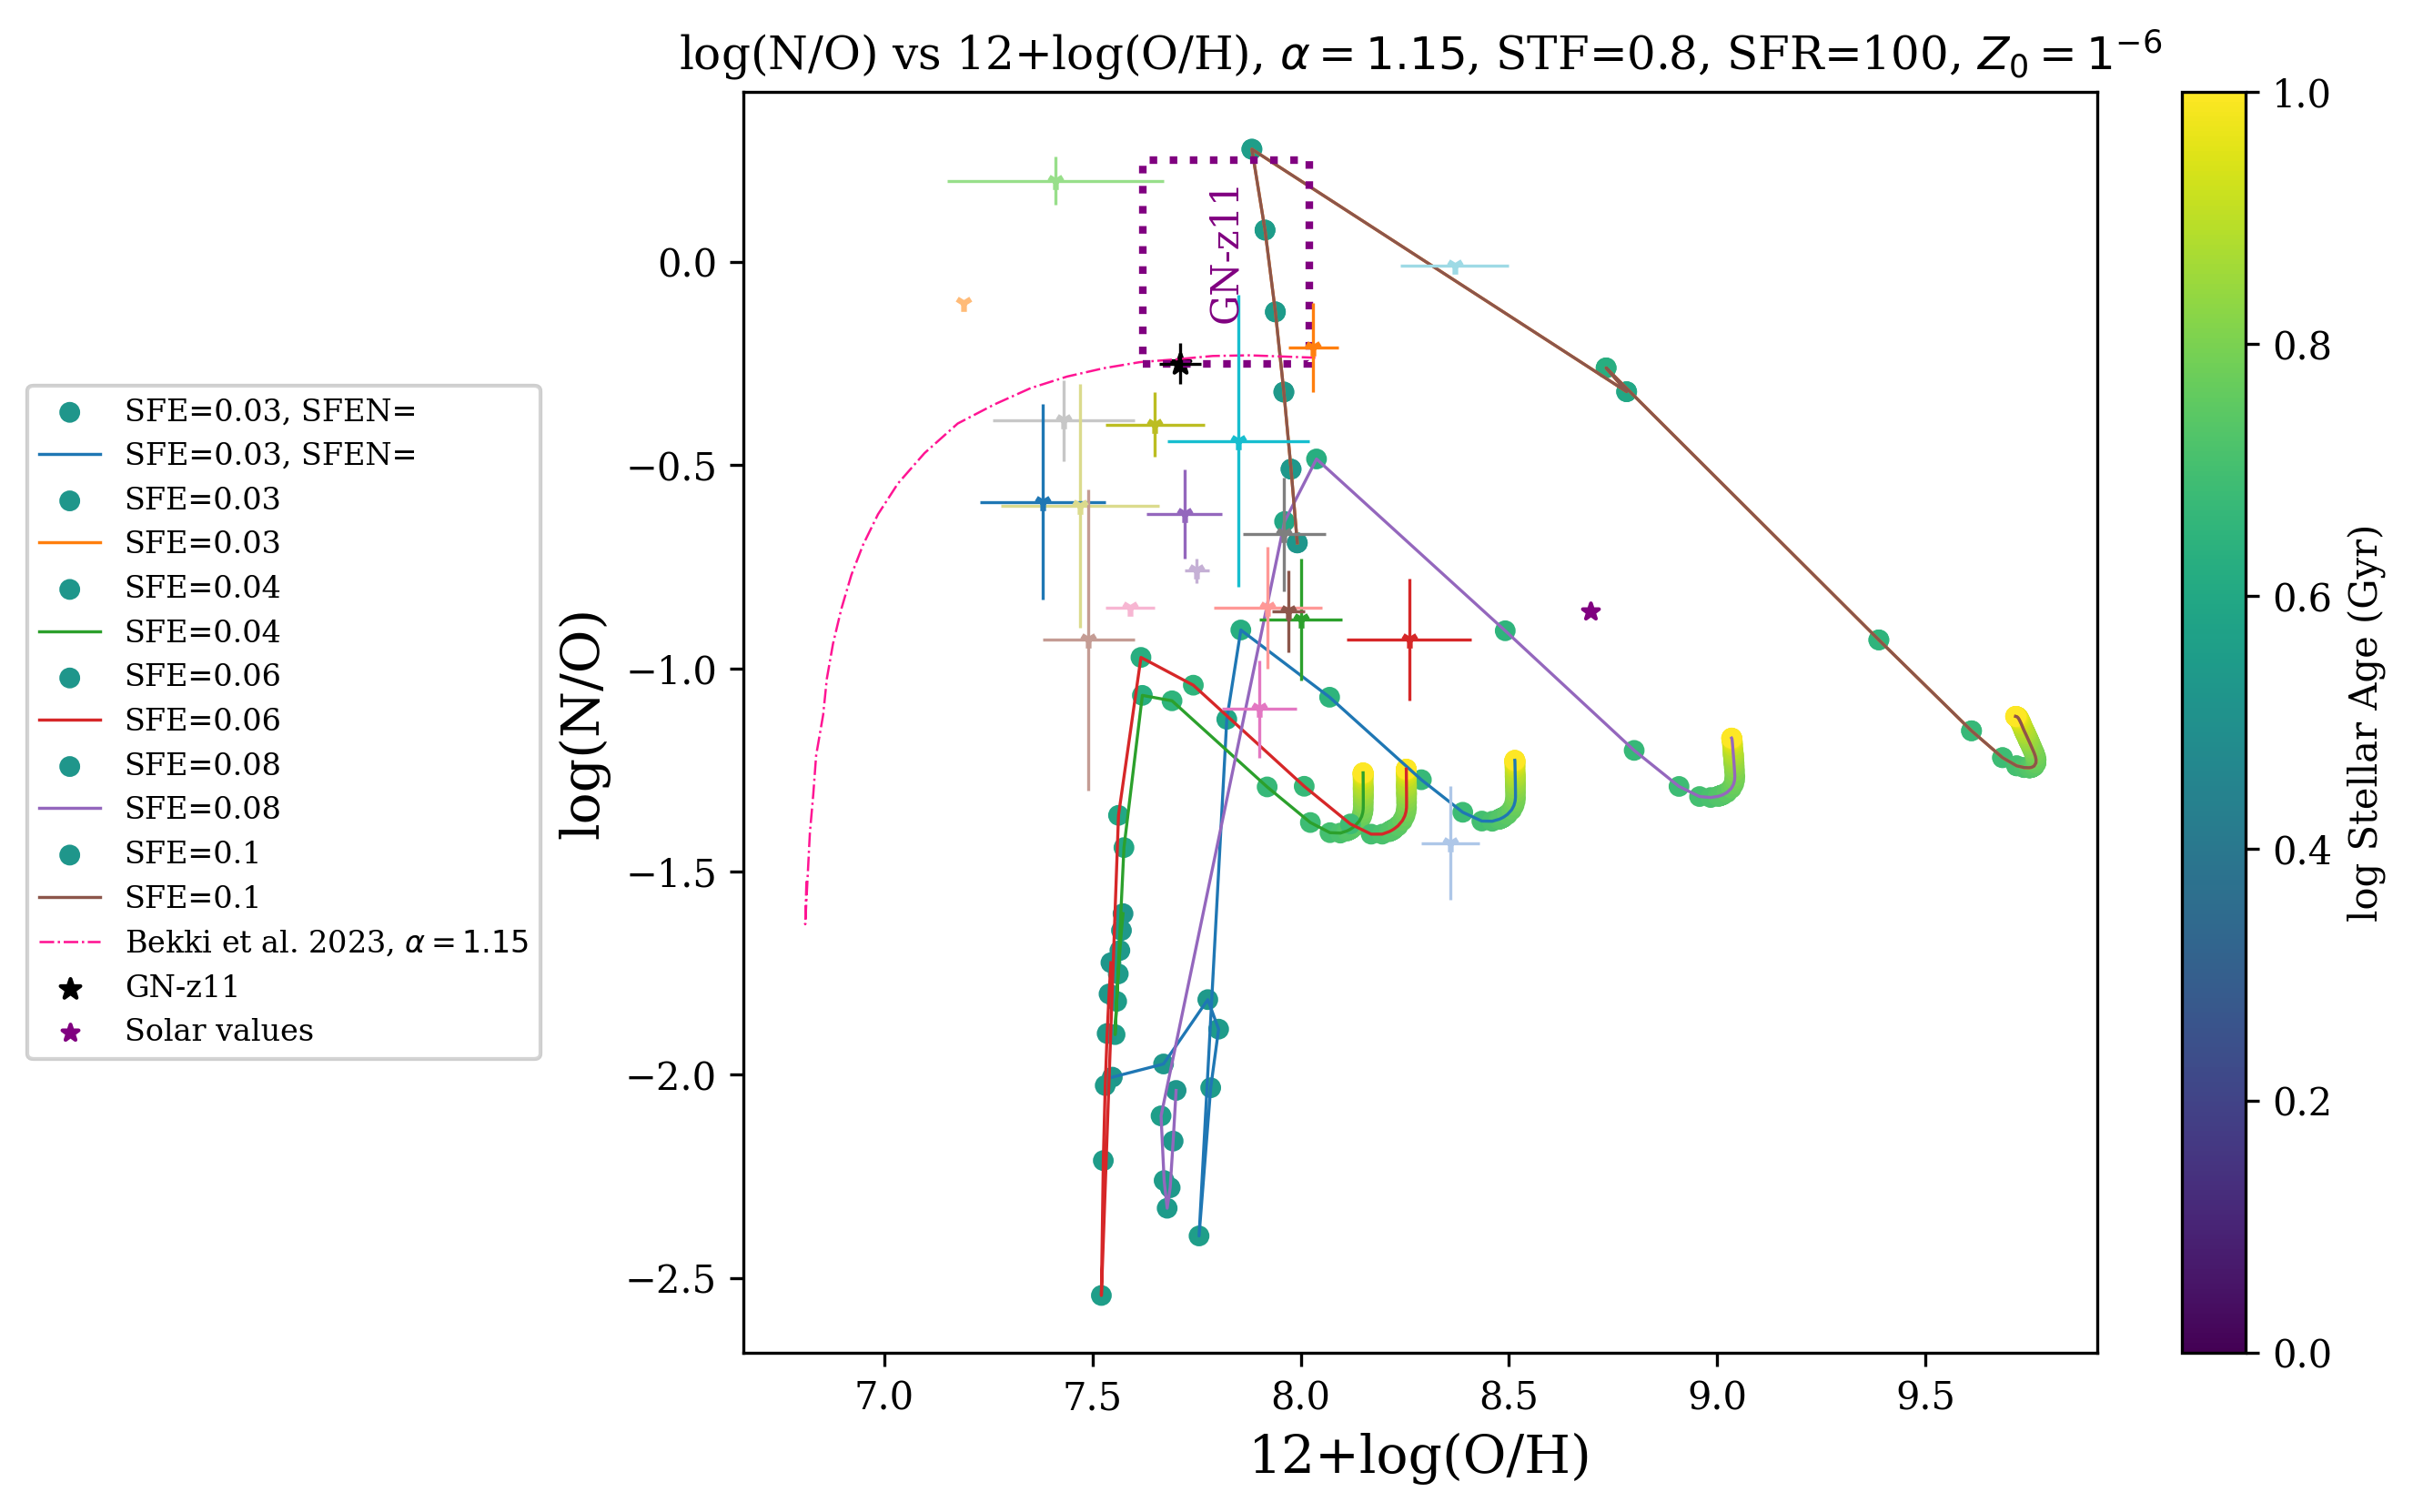 log(N/O) vs 12+log(O/H), α = 1.15, STF=0.8, SFR=100, Z₀ = 1⁻⁶
SFE=0.03, SFEN=
SFE=0.03, SFEN=
SFE=0.03
SFE=0.03
SFE=0.04
SFE=0.04
SFE=0.06
SFE=0.06
SFE=0.08
SFE=0.08
SFE=0.1
SFE=0.1
Bekki et al. 2023, α = 1.15
GN-z11
Solar values
log(N/O)
0.0
−0.5
−1.0
−1.5
−2.0
−2.5
GN-z11
7.0
7.5
8.0
8.5
9.0
9.5
12+log(O/H)
1.0
0.8
0.6
0.4
0.2
0.0
log Stellar Age (Gyr)